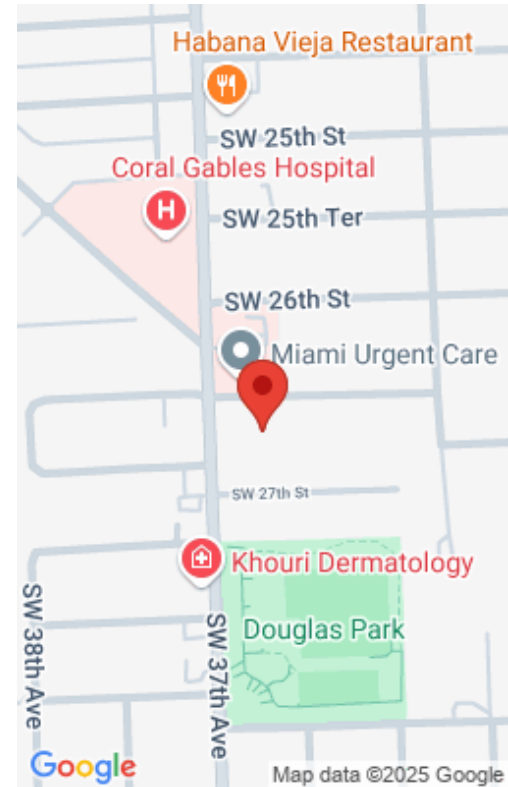 Habana Vieja Restaurant
SW 25th St
Coral Gables Hospital
H
SW 25th Ter
SW 26th St
Miami Urgent Care
SW 27th St
Khouri Dermatology
SW 38th Ave
SW 37th Ave
Douglas Park
Google
Map data ©2025 Google